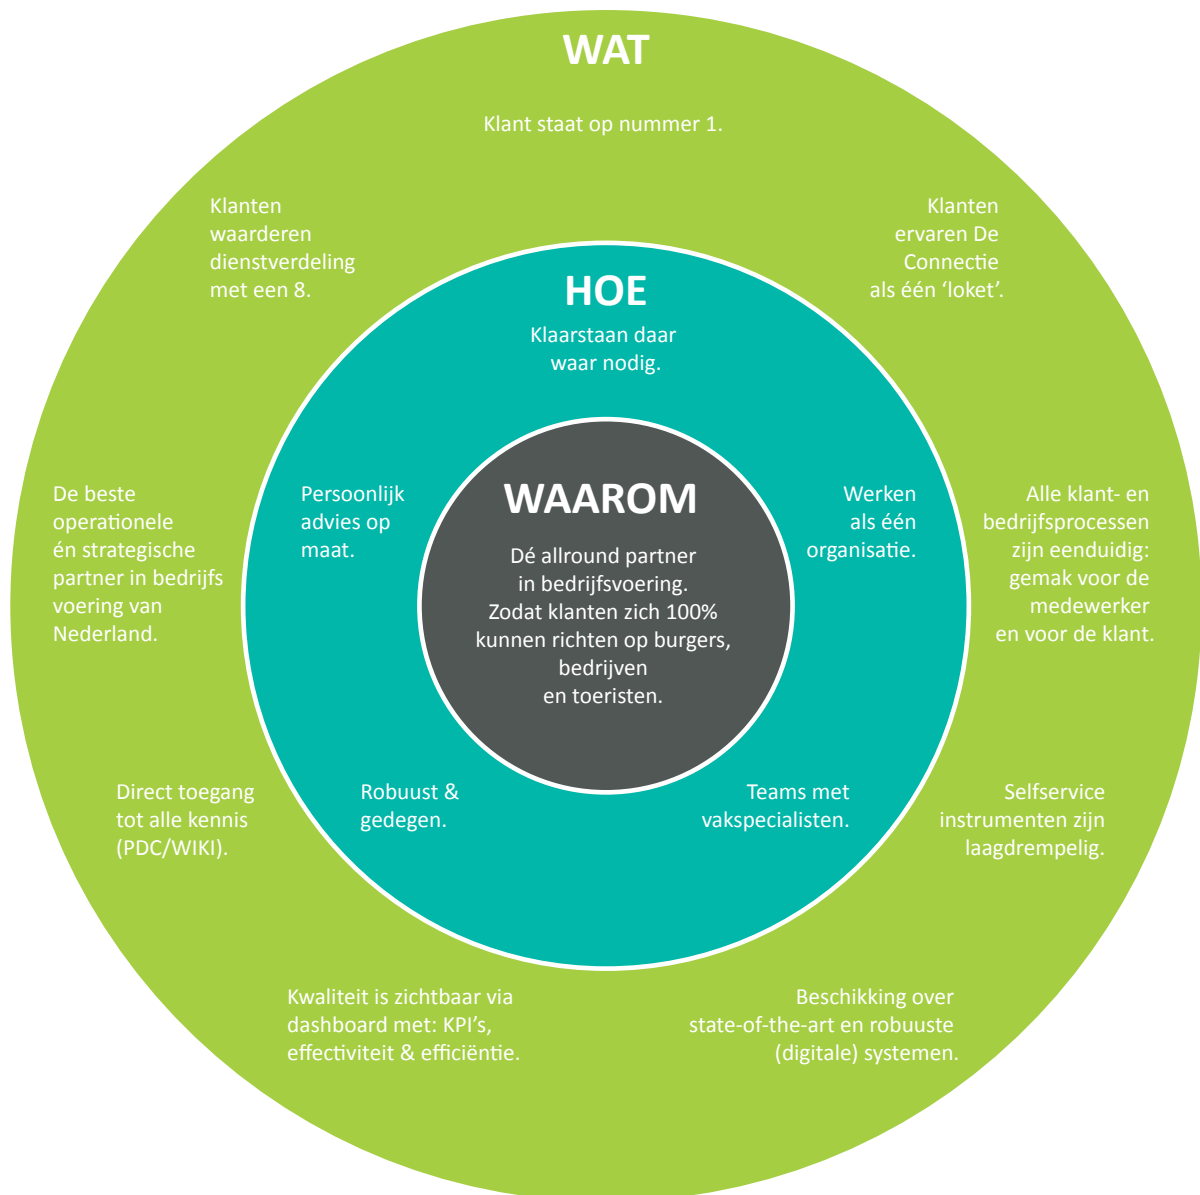 WAT
Klant staat op nummer 1.
Klanten
waarderen
dienstverdeling
met een 8.
Klanten
ervaren De
Connectie
als één ‘loket’.
HOE
Klaarstaan daar
waar nodig.
De beste
operationele
én strategische
partner in bedrijfs
voering van
Nederland.
Persoonlijk
advies op
maat.
WAAROM
Dé allround partner
in bedrijfsvoering.
Zodat klanten zich 100%
kunnen richten op burgers,
bedrijven
en toeristen.
Werken
als één
organisatie.
Alle klant- en
bedrijfsprocessen
zijn eenduidig:
gemak voor de
medewerker
en voor de klant.
Direct toegang
tot alle kennis
(PDC/WIKI).
Robuust &
gedegen.
Teams met
vakspecialisten.
Selfservice
instrumenten zijn
laagdrempelig.
Kwaliteit is zichtbaar via
dashboard met: KPI’s,
effectiviteit & efficiëntie.
Beschikking over
state-of-the-art en robuuste
(digitale) systemen.